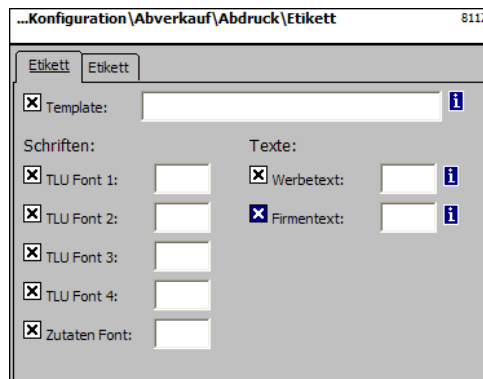 ...Konfiguration\Abverkauf\Abdruck\Etikett 8112
Etikett Etikett
Template:
Schriften: Texte:
TLU Font 1: Werbetext:
TLU Font 2: Firmentext:
TLU Font 3:
TLU Font 4:
Zutaten Font: